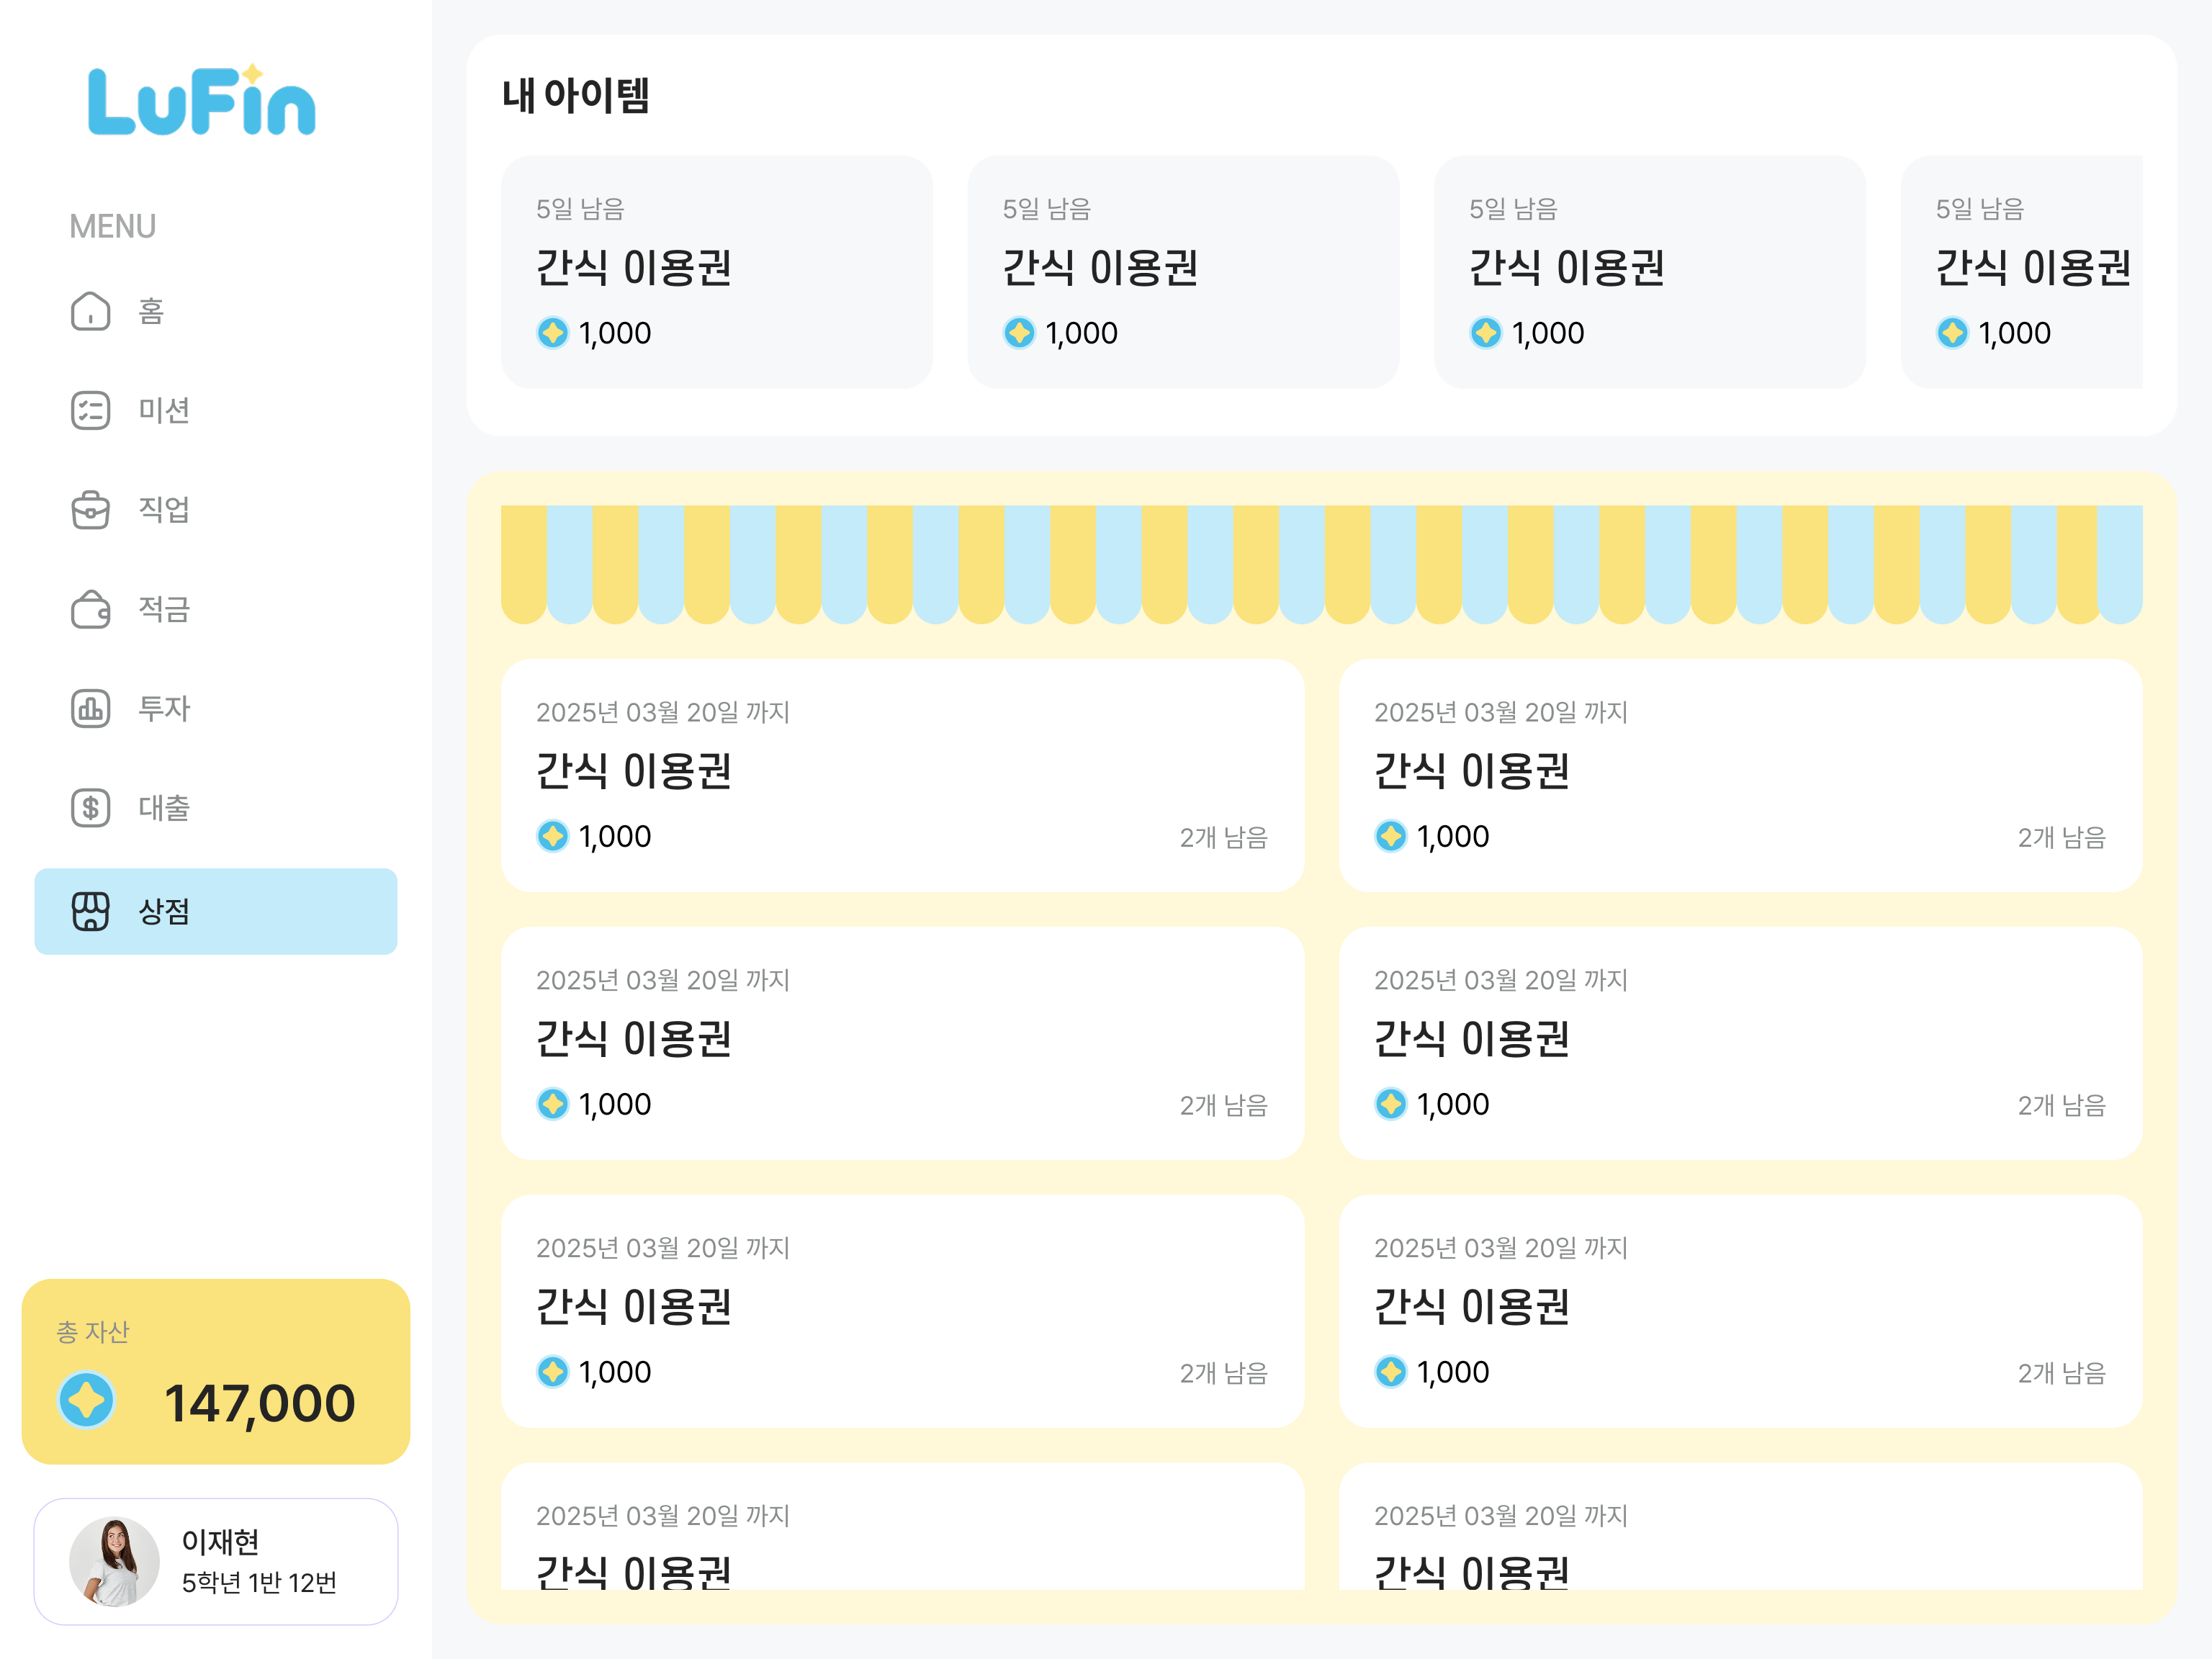 LuFin
MENU
홈
미션
직업
적금
투자
대출
상점
총 자산
147,000
이재현
5학년 1반 12번
내 아이템
5일 남음
간식 이용권
1,000
5일 남음
간식 이용권
1,000
5일 남음
간식 이용권
1,000
5일 남음
간식 이용권
1,000
2025년 03월 20일 까지
간식 이용권
1,000
2개 남음
2025년 03월 20일 까지
간식 이용권
1,000
2개 남음
2025년 03월 20일 까지
간식 이용권
1,000
2개 남음
2025년 03월 20일 까지
간식 이용권
1,000
2개 남음
2025년 03월 20일 까지
간식 이용권
1,000
2개 남음
2025년 03월 20일 까지
간식 이용권
1,000
2개 남음
2025년 03월 20일 까지
간식 이용권
2025년 03월 20일 까지
간식 이용권